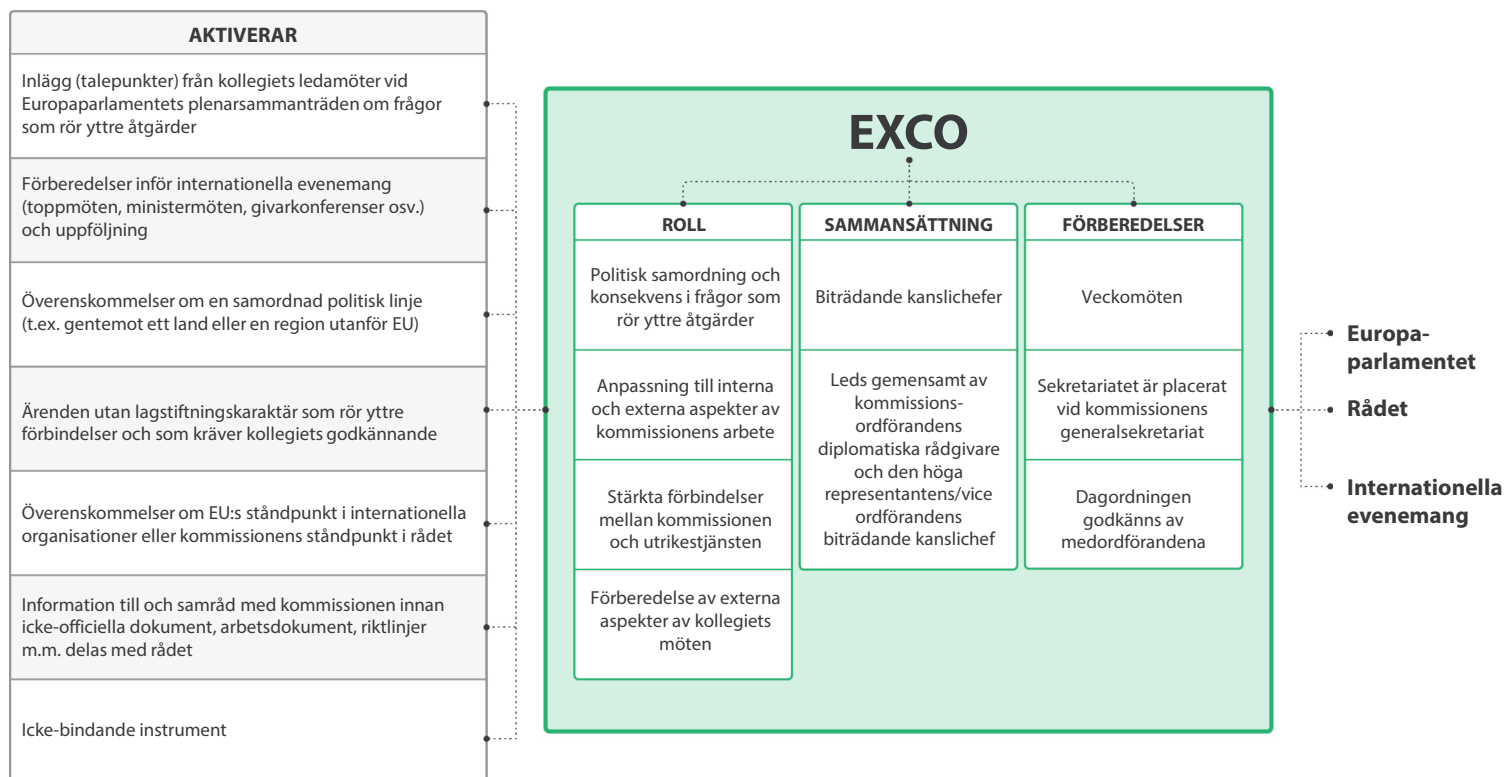 AKTIVERAR
Inlägg (talepunkter) från kollegiets ledamöter vid
Europaparlamentets plenarsammanträden om frågor
som rör yttre åtgärder
Förberedelser inför internationella evenemang
(toppmöten, ministermöten, givarkonferenser osv.)
och uppföljning
Överenskommelser om en samordnad politisk linje
(t.ex. gentemot ett land eller en region utanför EU)
Ärenden utan lagstiftningskaraktär som rör yttre
förbindelser och som kräver kollegiets godkännande
Överenskommelser om EU:s ståndpunkt i internationella
organisationer eller kommissionens ståndpunkt i rådet
Information till och samråd med kommissionen innan
icke-officiella dokument, arbetsdokument, riktlinjer
m.m. delas med rådet
Icke-bindande instrument
EXCO
ROLL
Politisk samordning och
konsekvens i frågor som
rör yttre åtgärder
Anpassning till interna
och externa aspekter av
kommissionens arbete
Stärkta förbindelser
mellan kommissionen
och utrikestjänsten
Förberedelse av externa
aspekter av kollegiets
möten
SAMMANSÄTTNING
Biträdande kanslichefer
Leds gemensamt av
kommissions-
ordförandens
diplomatiska rådgivare
och den höga
representantens/vice
ordförandens
biträdande kanslichef
FÖRBEREDELSER
Veckomöten
Sekretariatet är placerat
vid kommissionens
generalsekretariat
Dagordningen
godkänns av
medordförandena
Europa-
parlamentet
Rådet
Internationella
evenemang